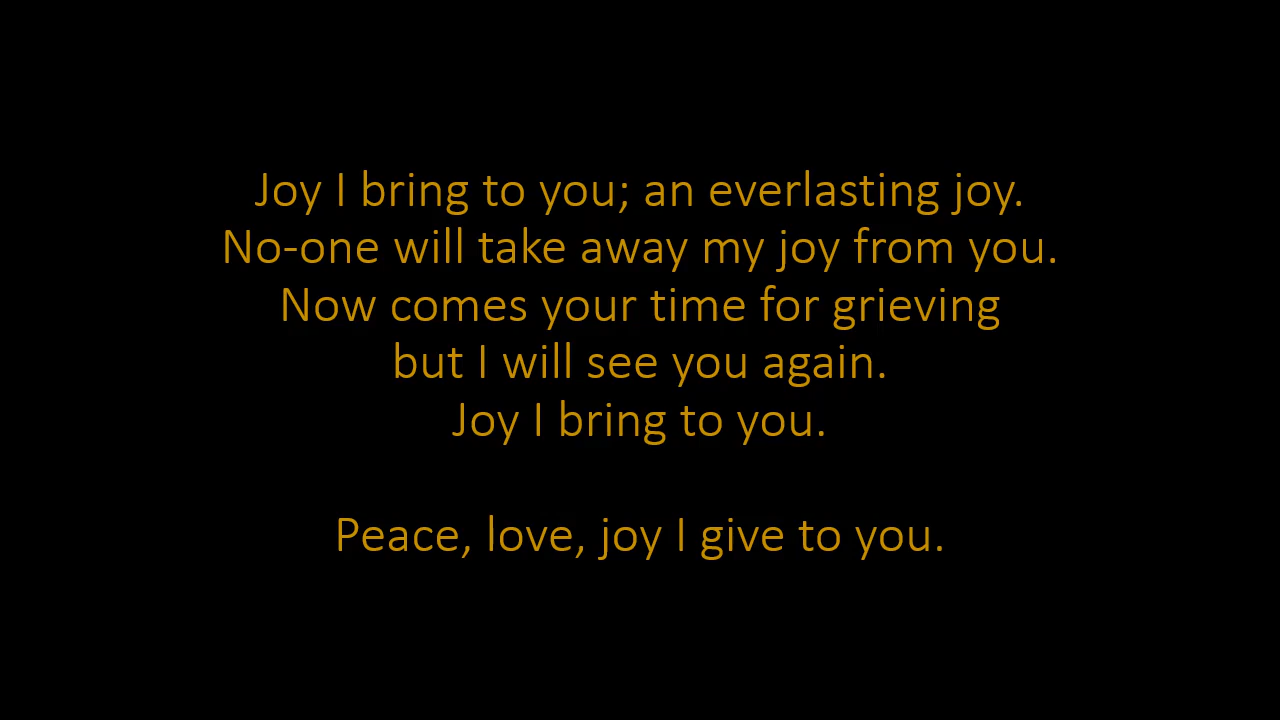 Joy I bring to you; an everlasting joy.
No-one will take away my joy from you.
Now comes your time for grieving
but I will see you again.
Joy I bring to you.
Peace, love, joy I give to you.